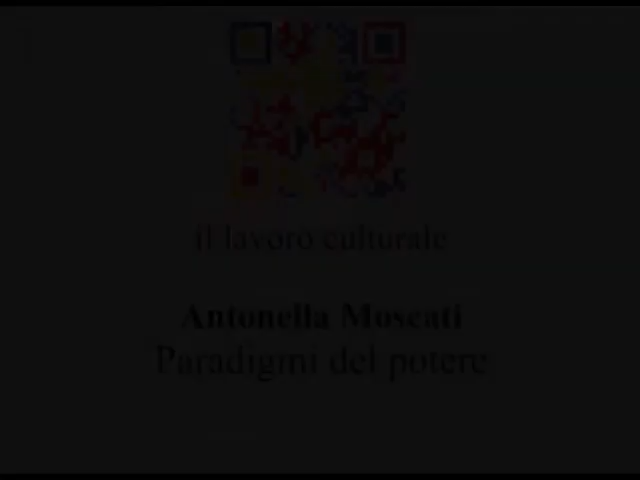 il lavoro culturale
Antonella Moscati
Paradigmi del potere